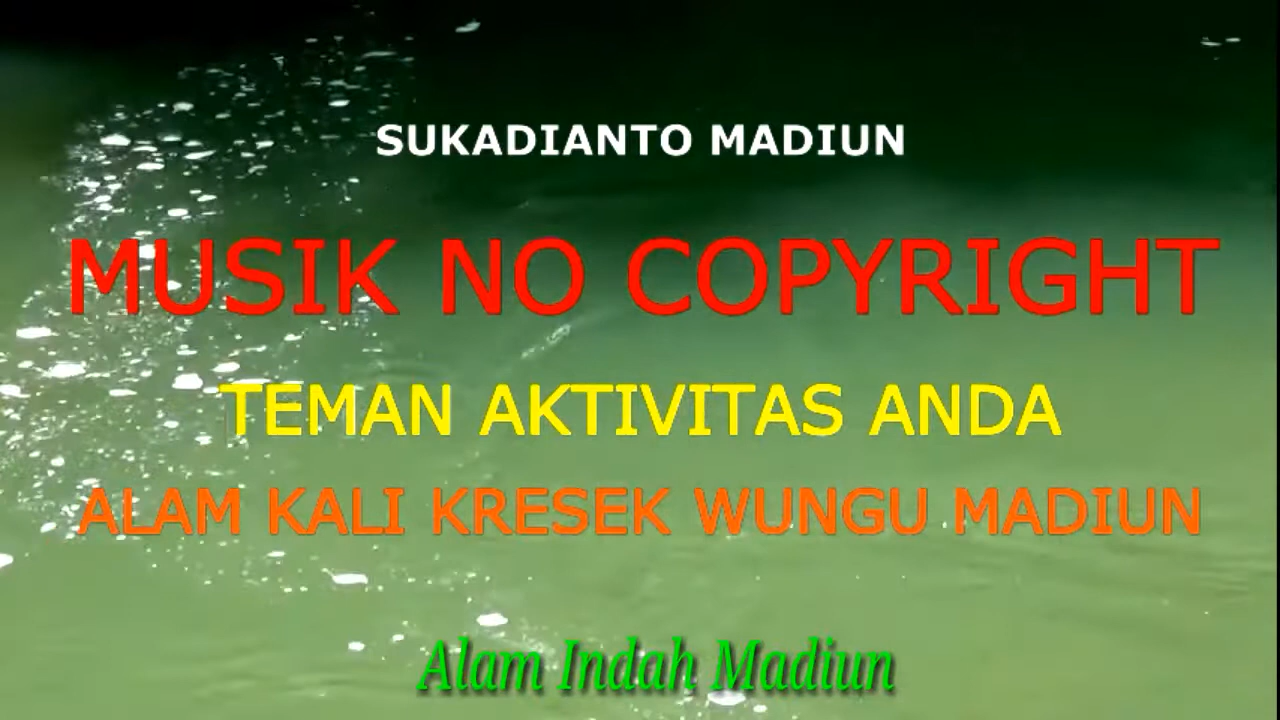 SUKADIANTO MADIUN
MUSIK NO COPYRIGHT
TEMAN AKTIVITAS ANDA
ALAM KALI KRESEK WUNGU MADIUN
Alam Indah Madiun